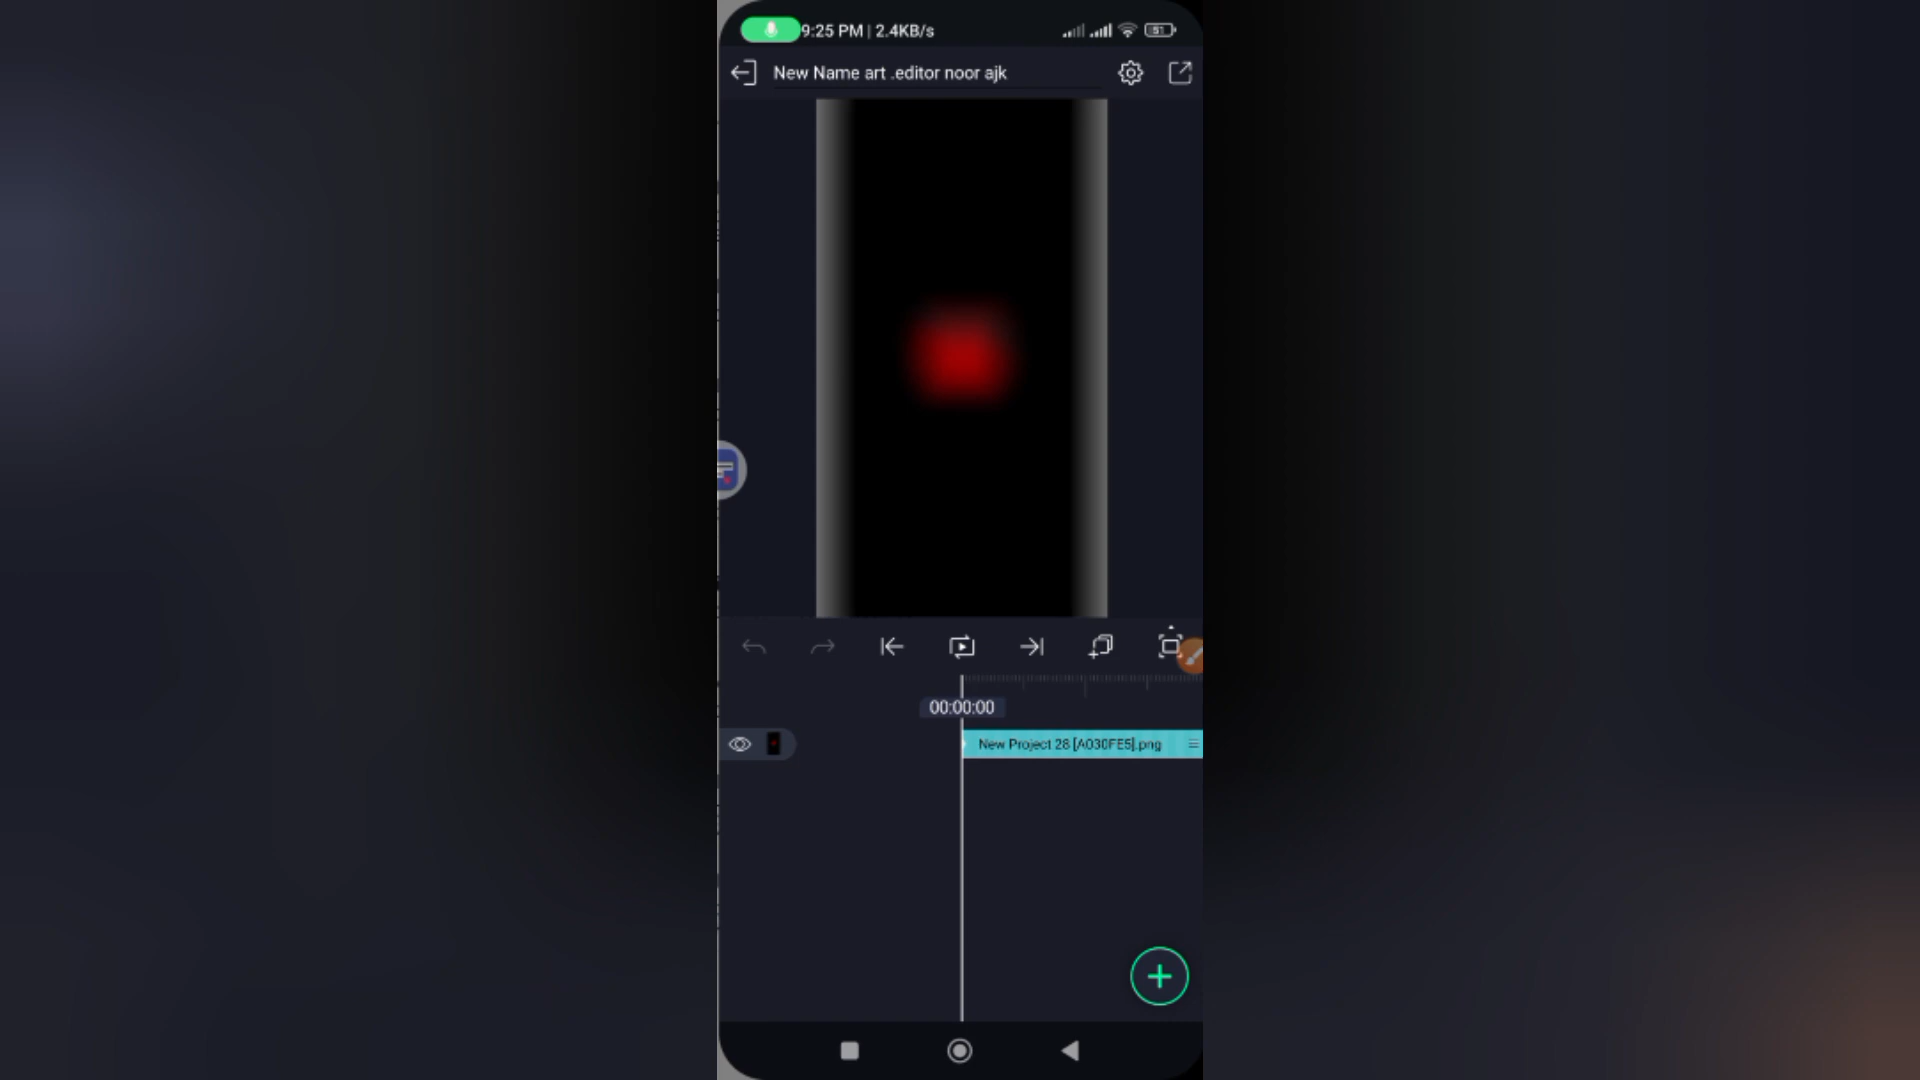 9:25 PM | 2.4KB/s
51
New Name art .editor noor ajk
00:00:00
New Project 28 [A030FE5].png